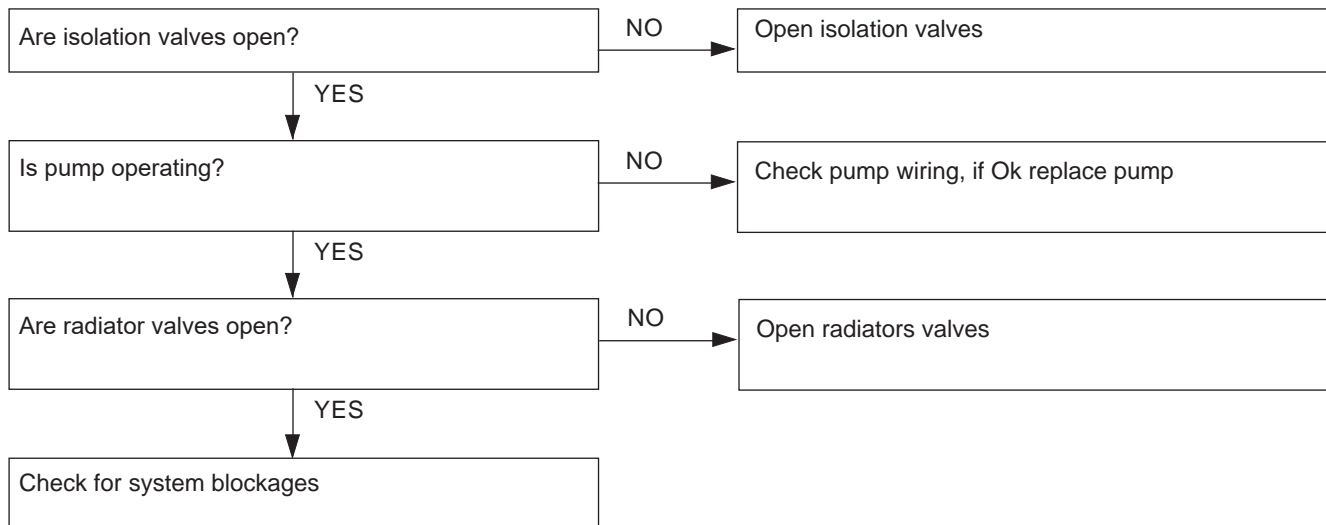 Are isolation valves open?
NO
Open isolation valves
YES
Is pump operating?
NO
Check pump wiring, if Ok replace pump
YES
Are radiator valves open?
NO
Open radiators valves
YES
Check for system blockages